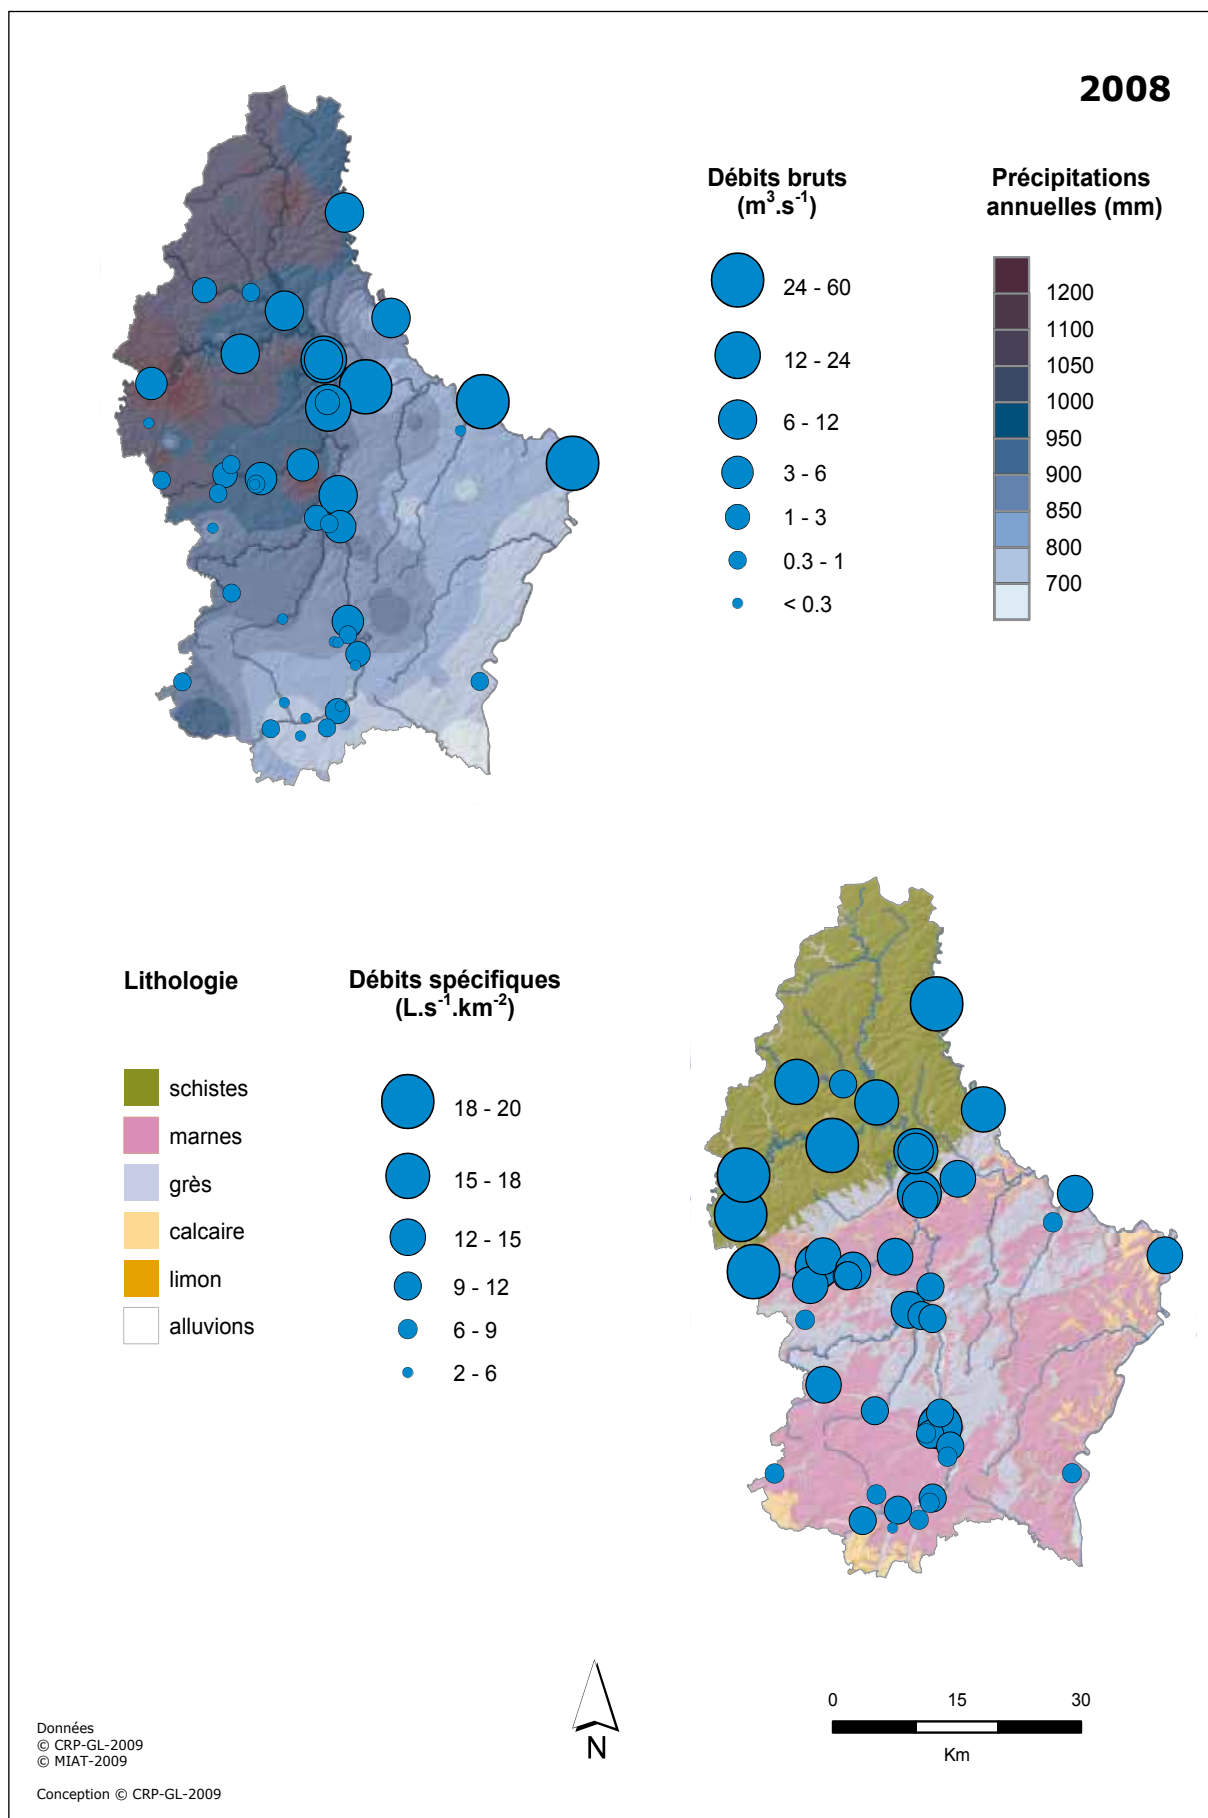 2008
Débits bruts
(m³.s⁻¹)
24 - 60
12 - 24
6 - 12
3 - 6
1 - 3
0.3 - 1
< 0.3
Précipitations
annuelles (mm)
1200
1100
1050
1000
950
900
850
800
700
Lithologie
schistes
marnes
grès
calcaire
limon
alluvions
Débits spécifiques
(L.s⁻¹.km⁻²)
18 - 20
15 - 18
12 - 15
9 - 12
6 - 9
2 - 6
N
0 15 30
Km
Données
© CRP-GL-2009
© MIAT-2009
Conception © CRP-GL-2009